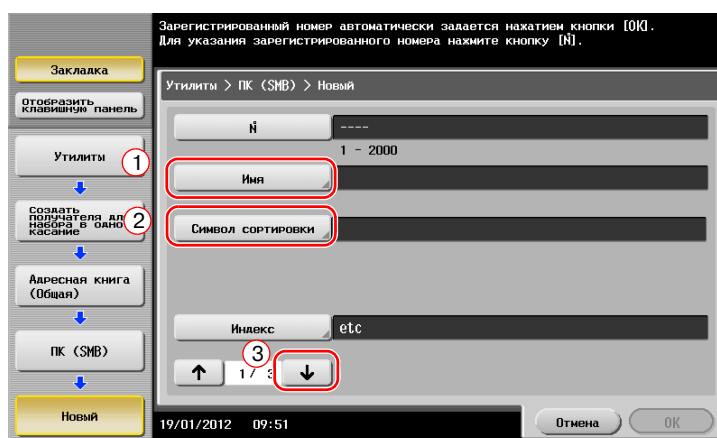 Зарегистрированный номер автоматически задается нажатием кнопки [OK].
Для указания зарегистрированного номера нажмите кнопку [N].
Закладка
Отобразить
клавишную панель
Утилиты > ПК (SMB) > Новый
N
----
1 - 2000
Утилиты
1
Имя
Создать
получателя для
набора в одно
касание
2
Символ сортировки
Адресная книга
(Общая)
Индекс
etc
ПК (SMB)
3
↑ 1/ 3 ↓
Новый
19/01/2012 09:51
Отмена
OK